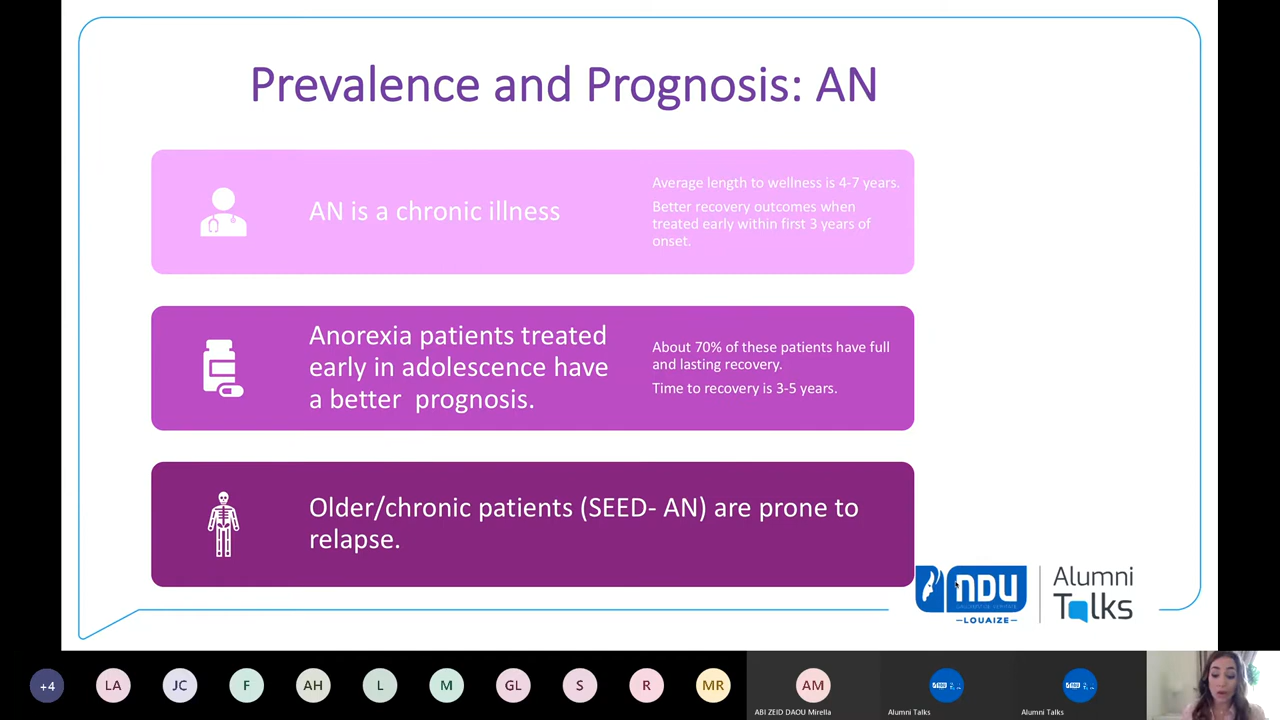 Prevalence and Prognosis: AN
AN is a chronic illness
Average length to wellness is 4-7 years.
Better recovery outcomes when
treated early within first 3 years of
onset.
Anorexia patients treated
early in adolescence have
a better prognosis.
About 70% of these patients have full
and lasting recovery.
Time to recovery is 3-5 years.
Older/chronic patients (SEED- AN) are prone to
relapse.
NDU
LOUAIZE
Alumni
Talks
+4
LA
JC
F
AH
L
M
GL
S
R
MR
AM
ABI ZEID DAOU Mirella
NDU
Alumni Talks
NDU
Alumni Talks